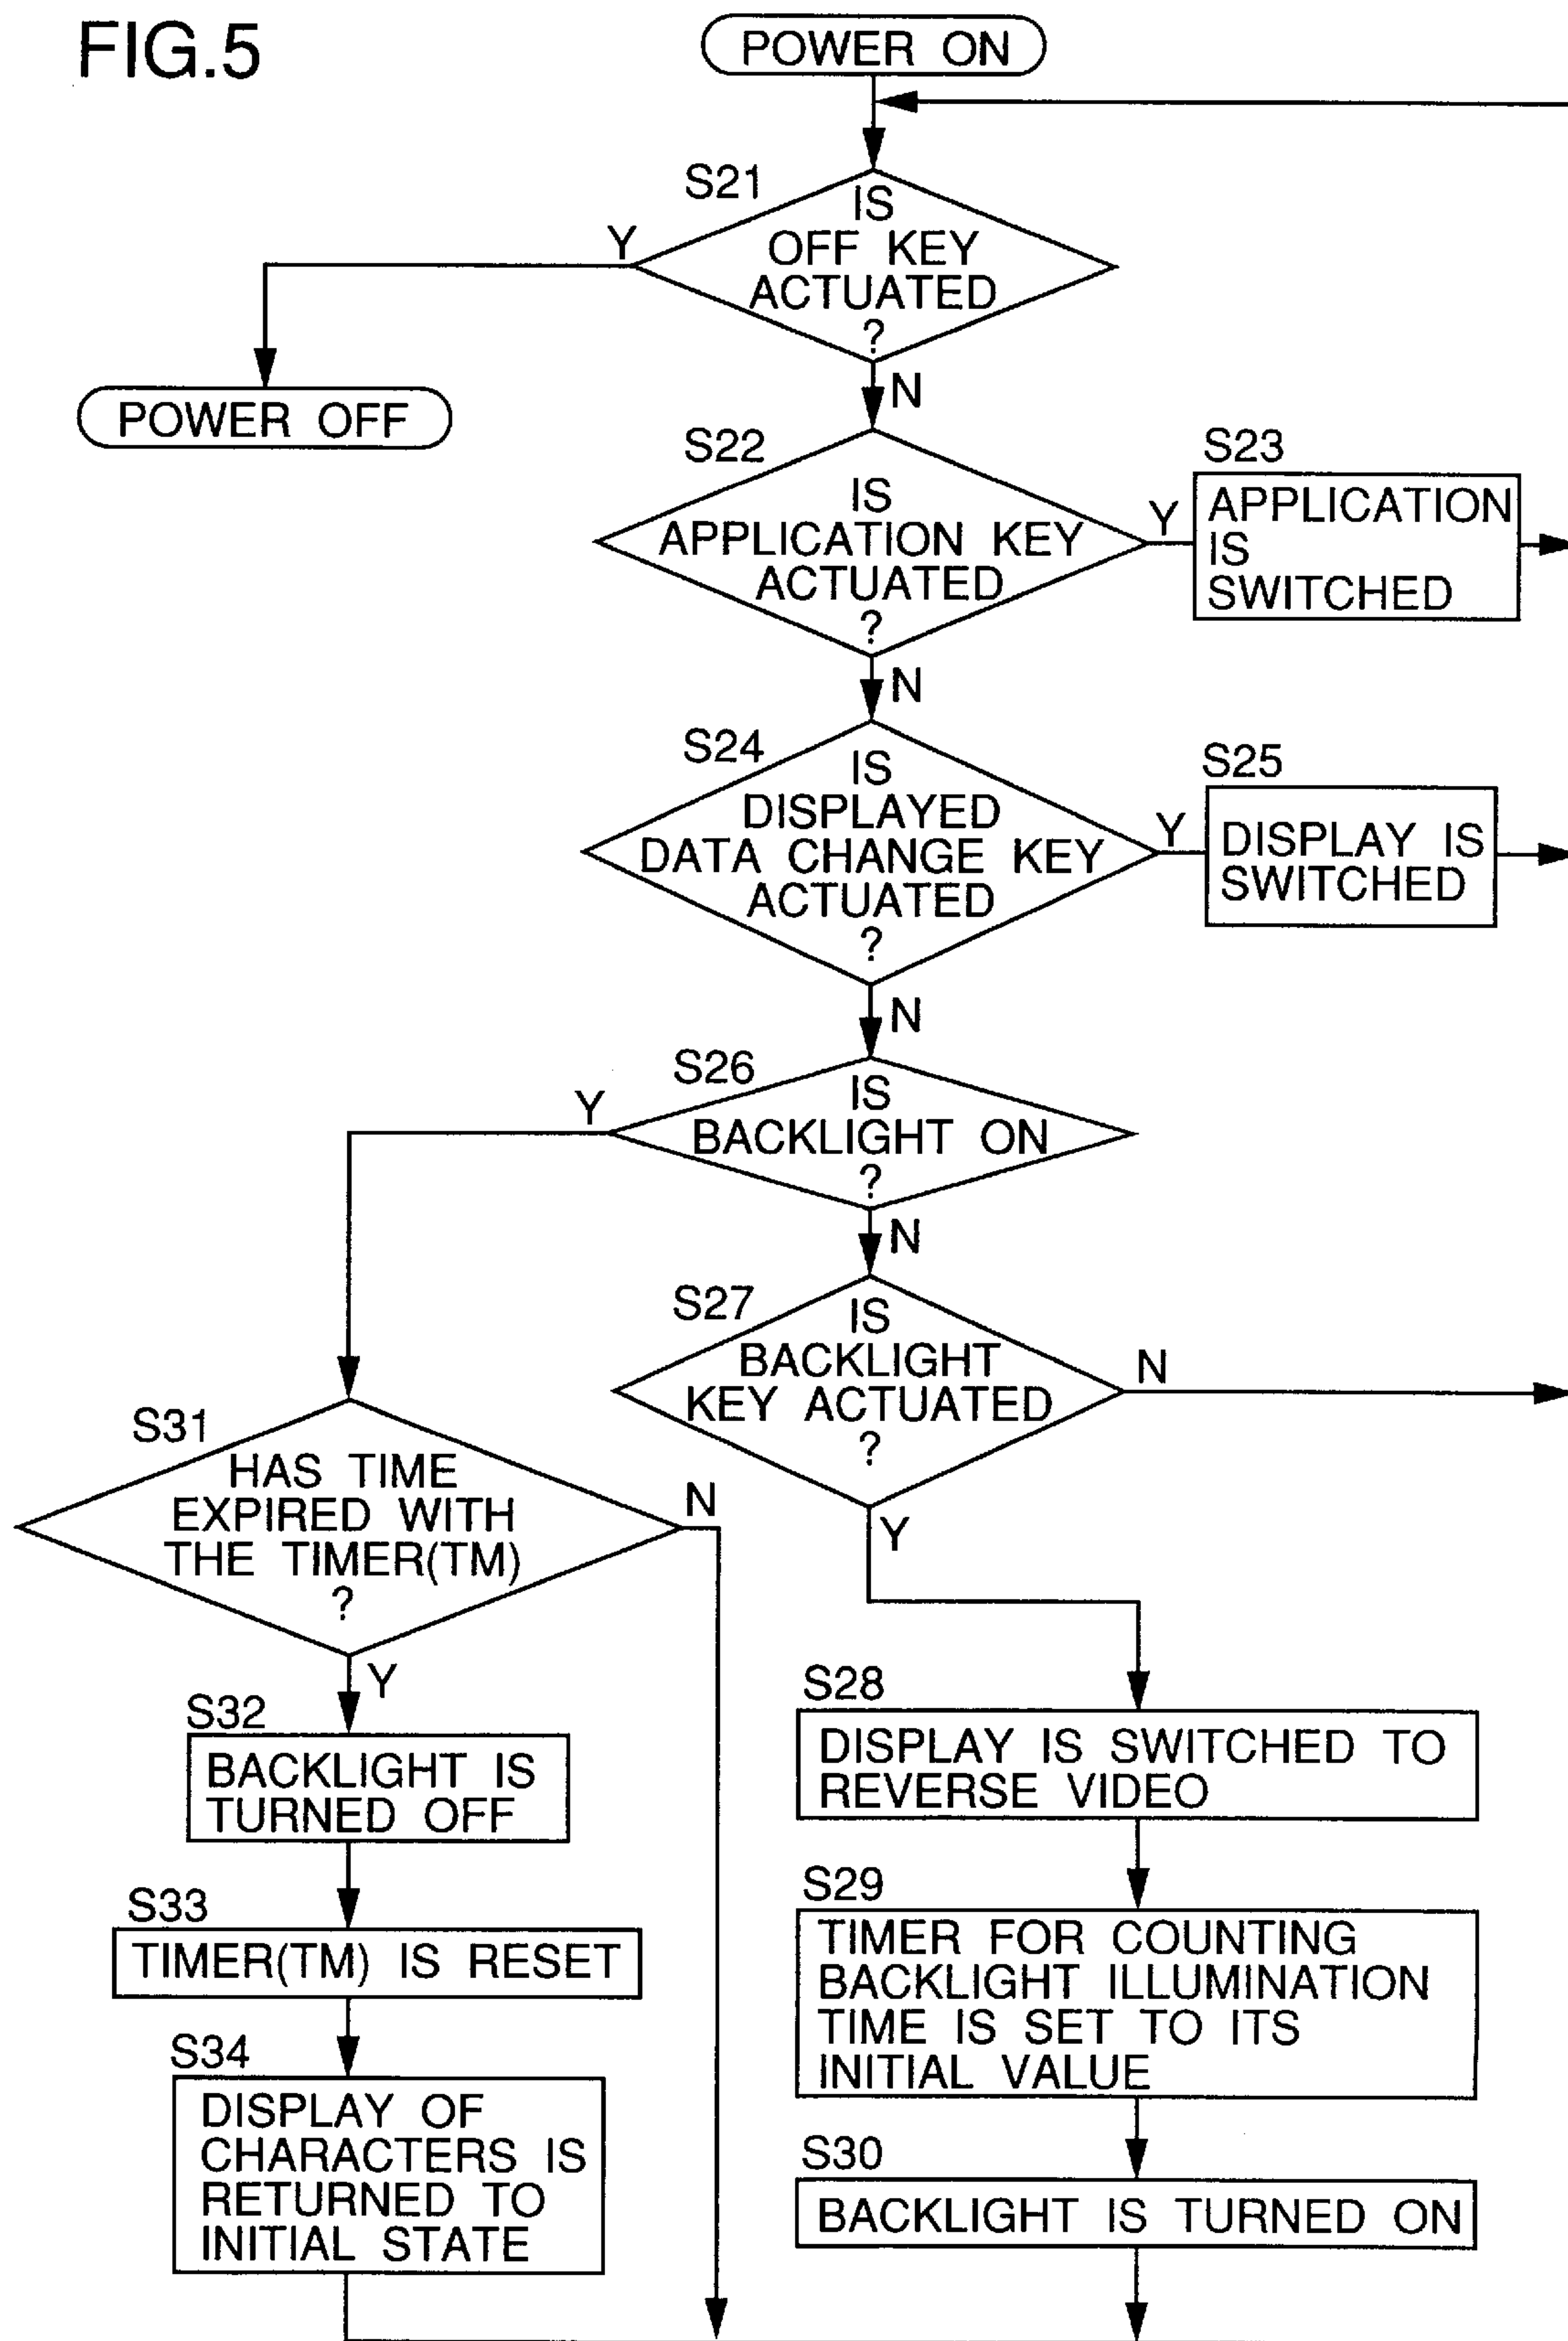 FIG.5
POWER ON
S21
IS
OFF KEY
ACTUATED
?
Y
N
POWER OFF
S22
IS
APPLICATION KEY
ACTUATED
?
Y
S23
APPLICATION
IS
SWITCHED
N
S24
IS
DISPLAYED
DATA CHANGE KEY
ACTUATED
?
Y
S25
DISPLAY IS
SWITCHED
N
S26
IS
BACKLIGHT ON
?
Y
N
S27
IS
BACKLIGHT
KEY ACTUATED
?
N
Y
S31
HAS TIME
EXPIRED WITH
THE TIMER(TM)
?
N
Y
S32
BACKLIGHT IS
TURNED OFF
S33
TIMER(TM) IS RESET
S34
DISPLAY OF
CHARACTERS IS
RETURNED TO
INITIAL STATE
S28
DISPLAY IS SWITCHED TO
REVERSE VIDEO
S29
TIMER FOR COUNTING
BACKLIGHT ILLUMINATION
TIME IS SET TO ITS
INITIAL VALUE
S30
BACKLIGHT IS TURNED ON